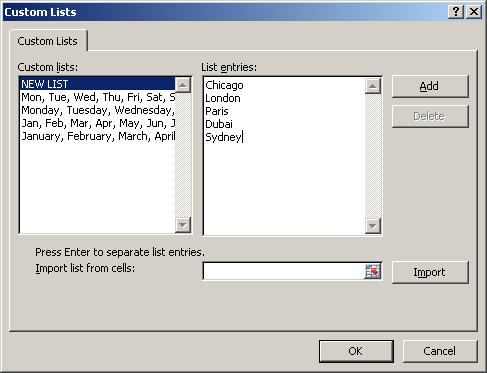 Custom Lists
Custom Lists
Custom lists:
NEW LIST
Mon, Tue, Wed, Thu, Fri, Sat, S
Monday, Tuesday, Wednesday,
Jan, Feb, Mar, Apr, May, Jun, J
January, February, March, April
List entries:
Chicago
London
Paris
Dubai
Sydney
Add
Delete
Press Enter to separate list entries.
Import list from cells:
Import
OK
Cancel